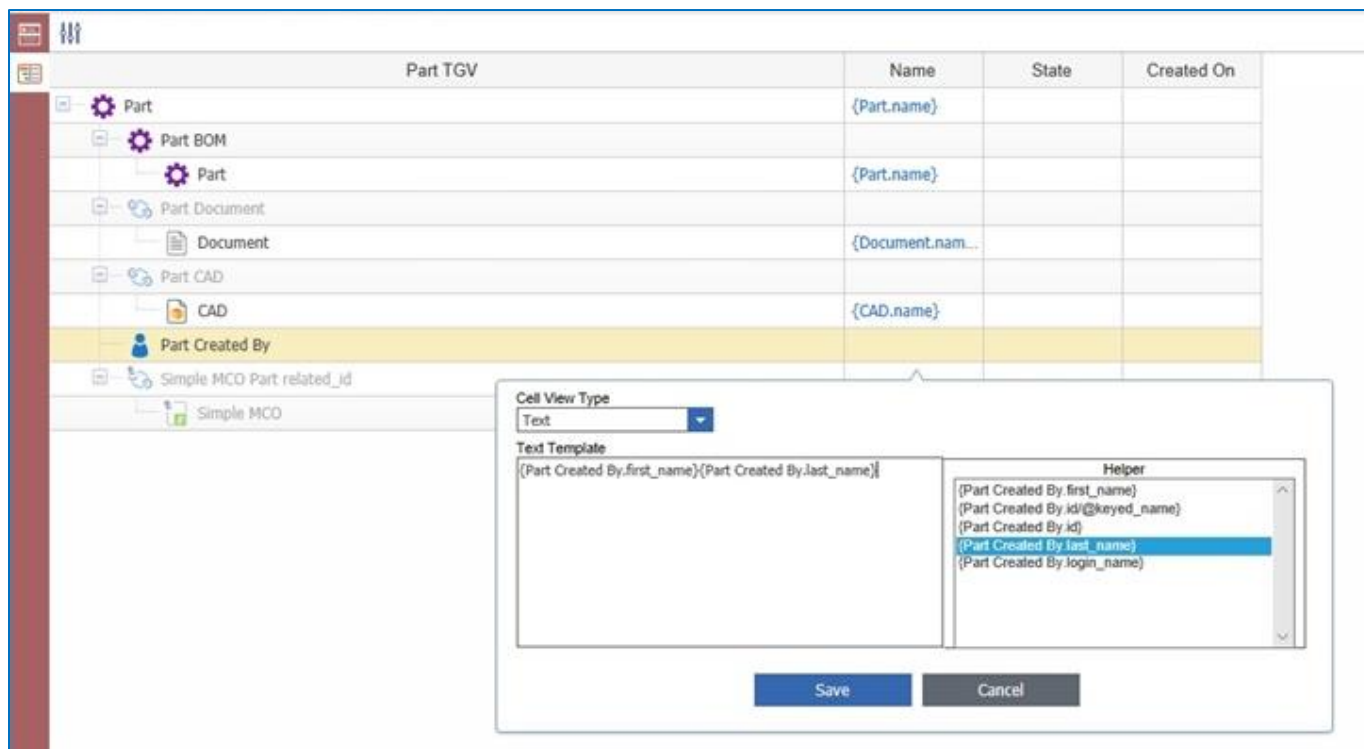 Part TGV Name State Created On
Part {Part.name}
Part BOM
Part {Part.name}
Part Document
Document {Document.nam...
Part CAD
CAD {CAD.name}
Part Created By
Simple MCO Part related_id
Simple MCO
Cell View Type
Text
Text Template
{Part Created By.first_name}{Part Created By.last_name}
Helper
{Part Created By.first_name}
{Part Created By.id/@keyed_name}
{Part Created By.id}
{Part Created By.last_name}
{Part Created By.login_name}
Save Cancel